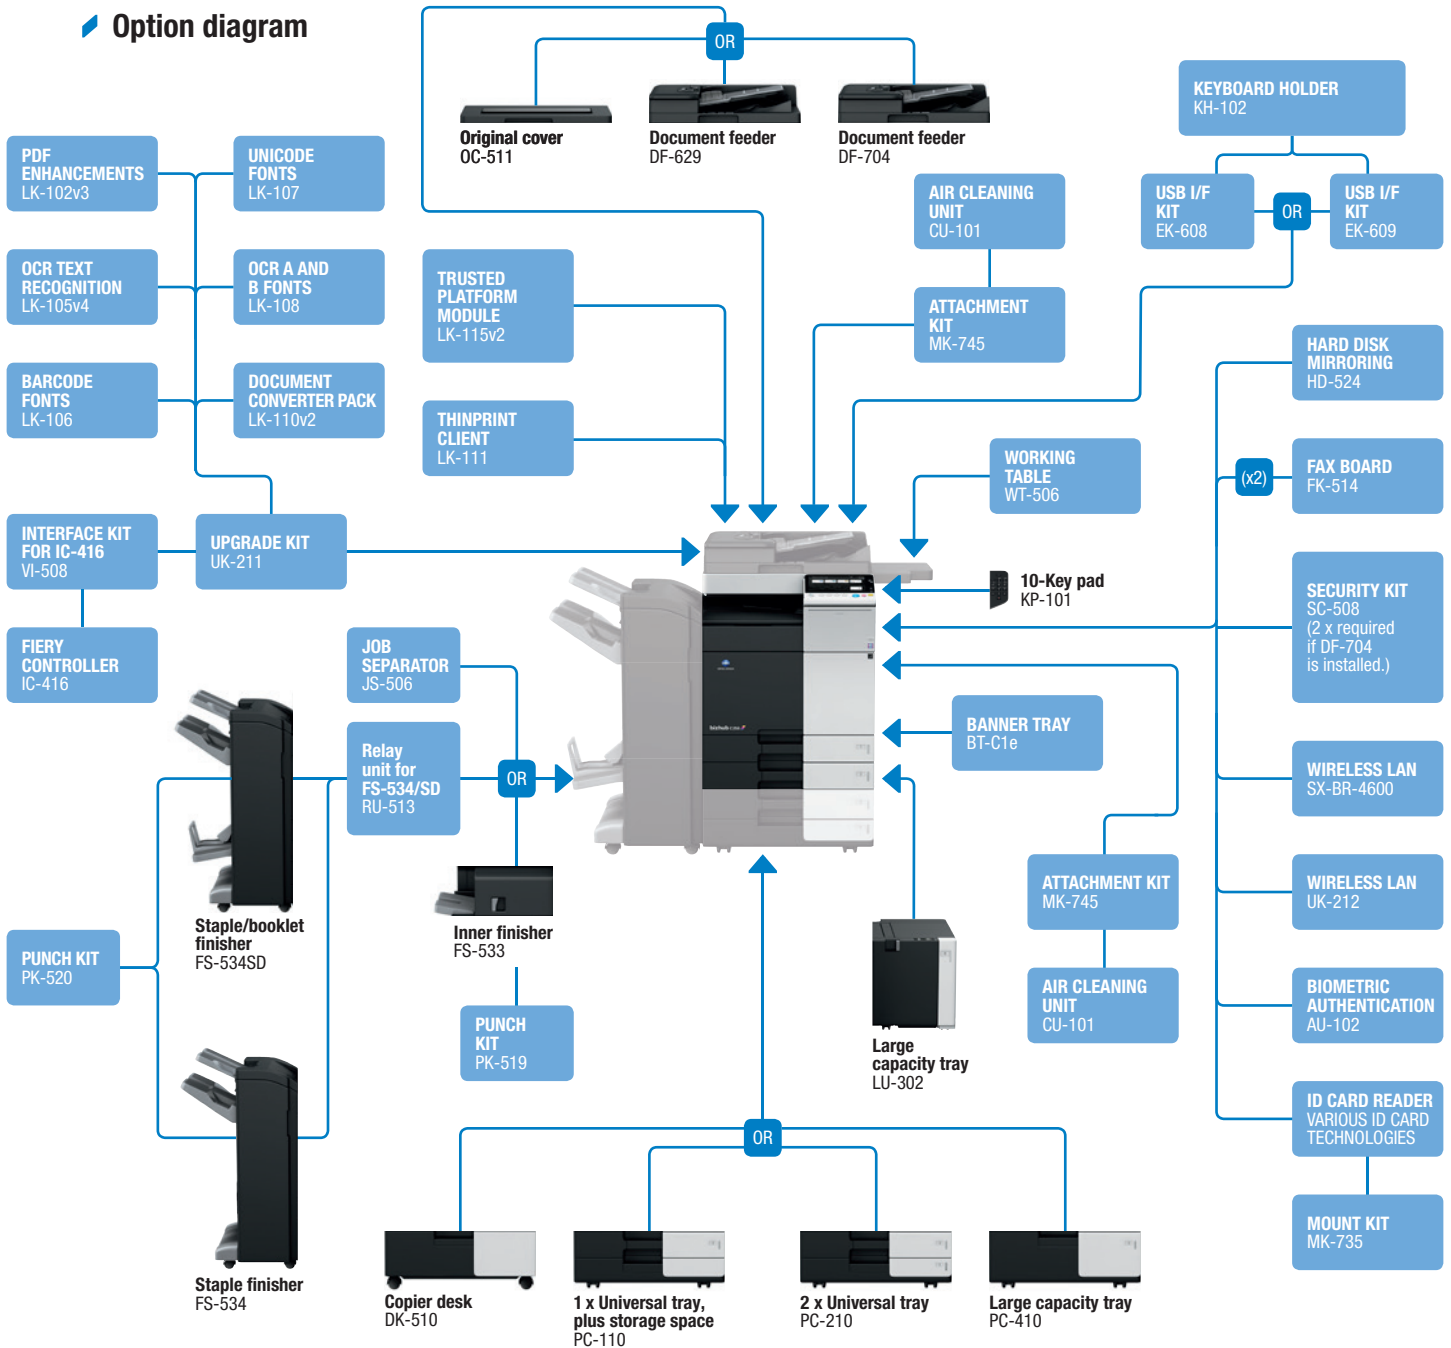 Option diagram
OR
Original cover
OC-511
Document feeder
DF-629
Document feeder
DF-704
KEYBOARD HOLDER
KH-102
PDF
ENHANCEMENTS
LK-102v3
UNICODE
FONTS
LK-107
AIR CLEANING
UNIT
CU-101
USB I/F
KIT
EK-608
OR
USB I/F
KIT
EK-609
OCR TEXT
RECOGNITION
LK-105v4
OCR A AND
B FONTS
LK-108
TRUSTED
PLATFORM
MODULE
LK-115v2
ATTACHMENT
KIT
MK-745
HARD DISK
MIRRORING
HD-524
BARCODE
FONTS
LK-106
DOCUMENT
CONVERTER PACK
LK-110v2
THINPRINT
CLIENT
LK-111
WORKING
TABLE
WT-506
(x2)
FAX BOARD
FK-514
INTERFACE KIT
FOR IC-416
VI-508
UPGRADE KIT
UK-211
10-Key pad
KP-101
SECURITY KIT
SC-508
(2 x required
if DF-704
is installed.)
FIERY
CONTROLLER
IC-416
JOB
SEPARATOR
JS-506
BANNER TRAY
BT-C1e
Relay
unit for
FS-534/SD
RU-513
OR
WIRELESS LAN
SX-BR-4600
ATTACHMENT KIT
MK-745
WIRELESS LAN
UK-212
Staple/booklet
finisher
FS-534SD
Inner finisher
FS-533
PUNCH KIT
PK-520
AIR CLEANING
UNIT
CU-101
BIOMETRIC
AUTHENTICATION
AU-102
PUNCH
KIT
PK-519
Large
capacity tray
LU-302
ID CARD READER
VARIOUS ID CARD
TECHNOLOGIES
OR
MOUNT KIT
MK-735
Staple finisher
FS-534
Copier desk
DK-510
1 x Universal tray,
plus storage space
PC-110
2 x Universal tray
PC-210
Large capacity tray
PC-410